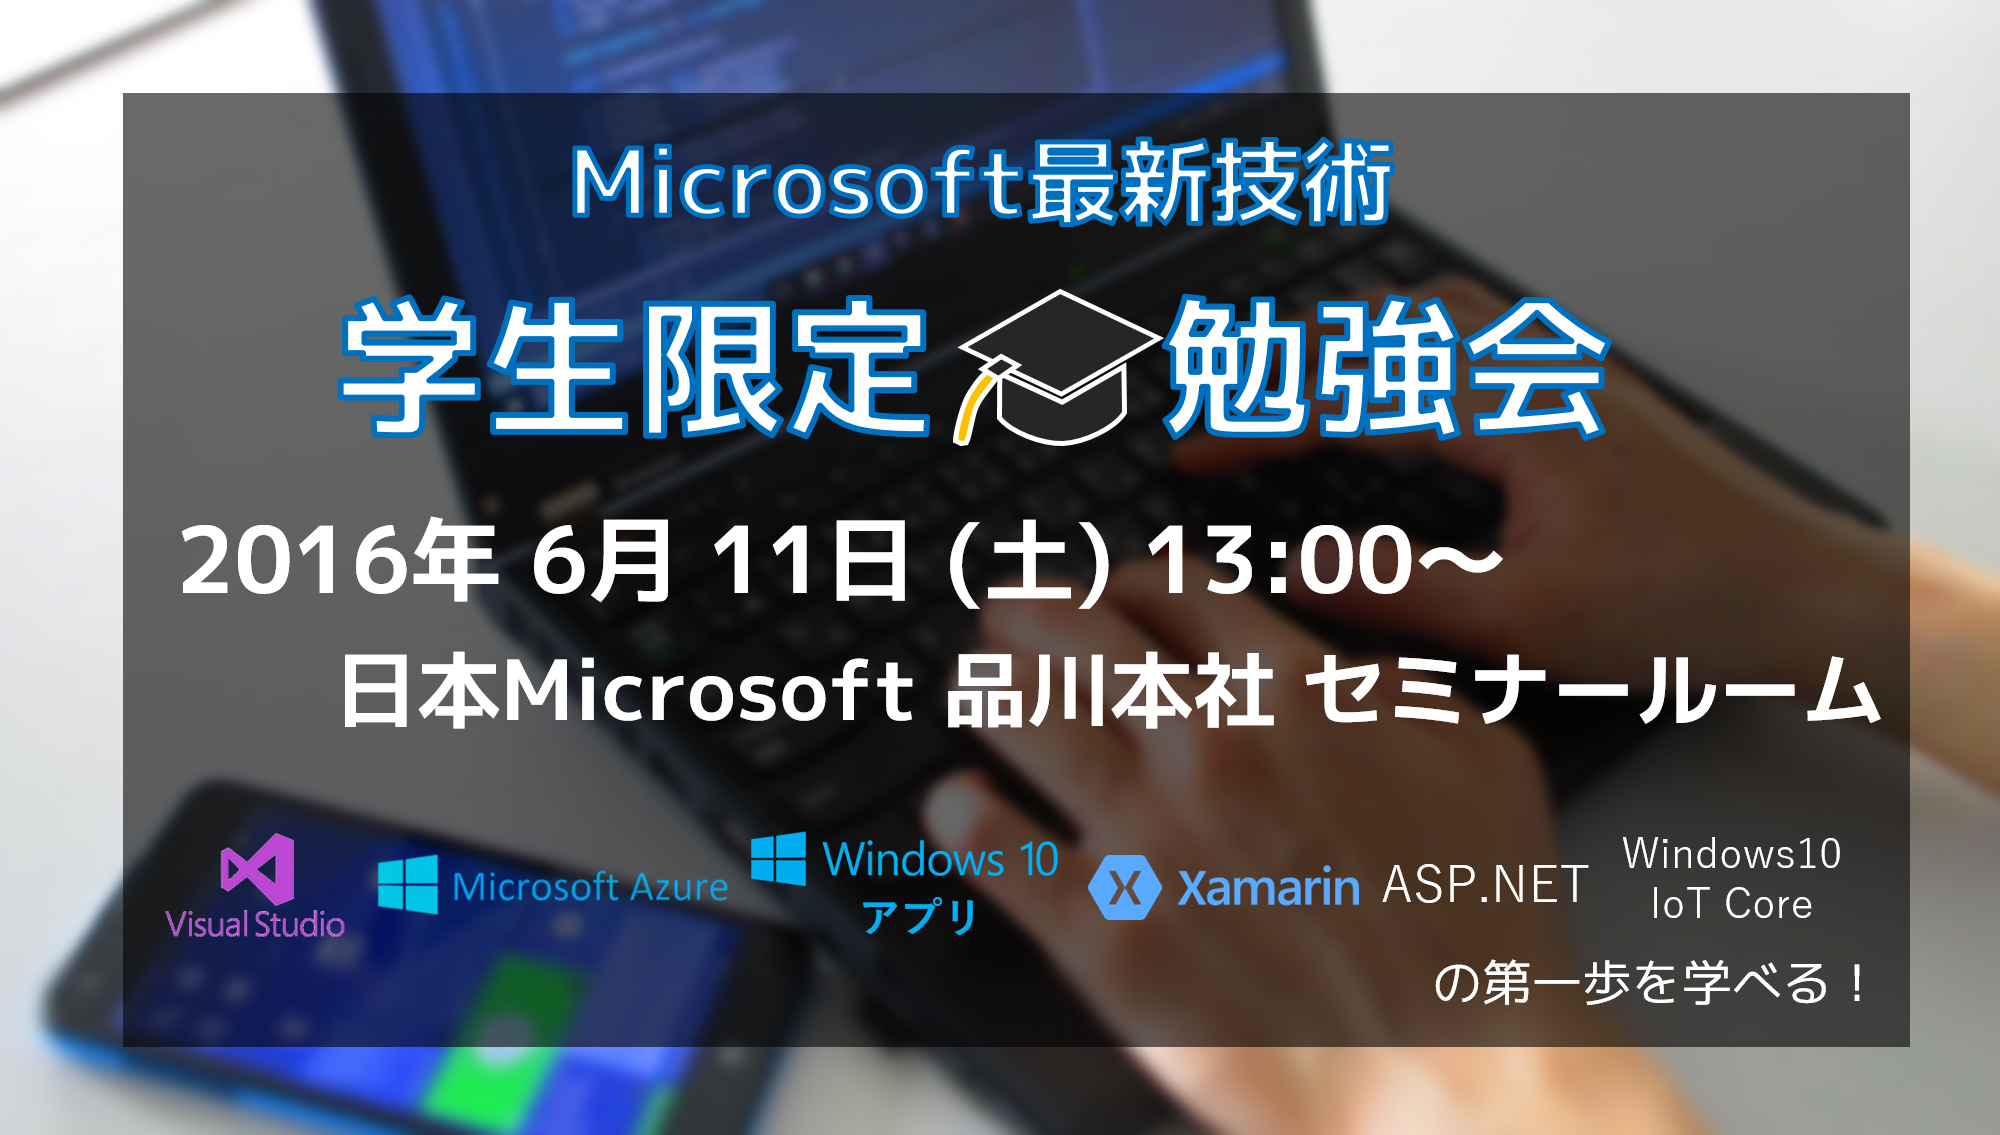 Microsoft最新技術
学生限定 勉強会
2016年 6月 11日 (土) 13:00～
日本Microsoft 品川本社 セミナールーム
Visual Studio
Microsoft Azure
Windows 10
アプリ
Xamarin
ASP.NET
Windows10
IoT Core
の第一歩を学べる！